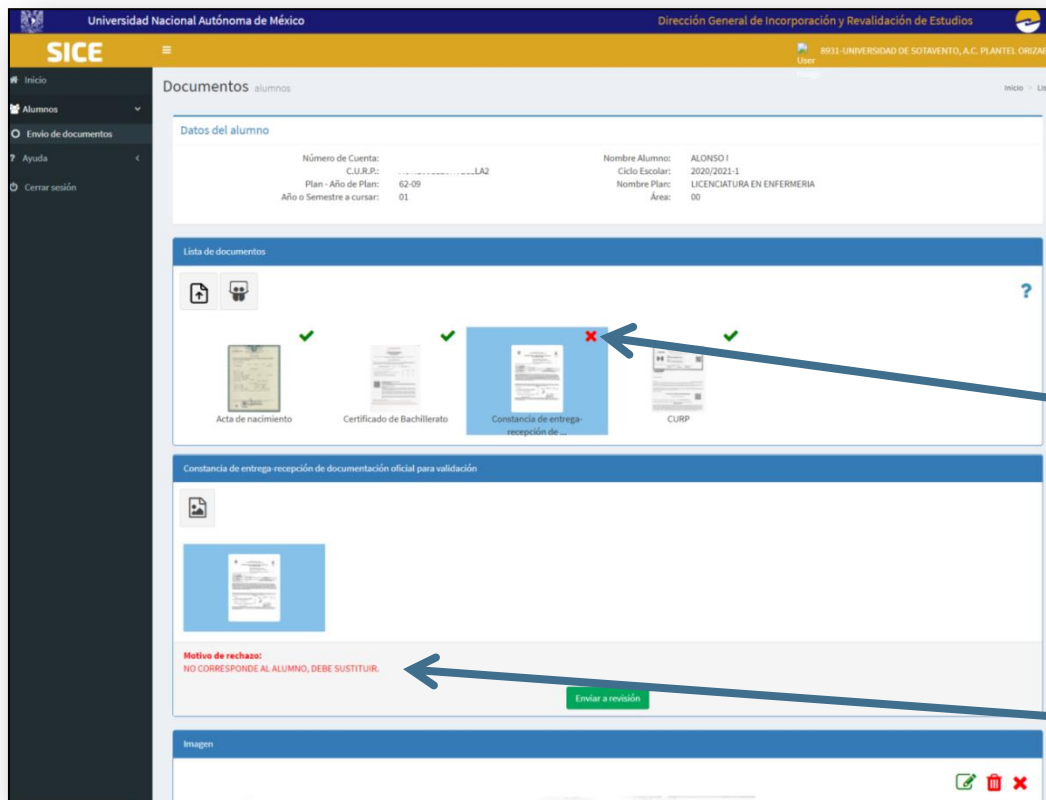 Universidad Nacional Autónoma de México
Dirección General de Incorporación y Revalidación de Estudios
SICE
User
8931-UNIVERSIDAD DE SOTAVENTO, A.C. PLANTEL ORIZAB
Inicio
Documentos alumnos
Inicio > Lis
Alumnos
Envio de documentos
Ayuda
Cerrar sesión
Datos del alumno
Número de Cuenta:
Nombre Alumno: ALONSO I
C.U.R.P.: LA2
Ciclo Escolar: 2020/2021-1
Plan - Año de Plan: 62-09
Nombre Plan: LICENCIATURA EN ENFERMERIA
Año o Semestre a cursar: 01
Área: 00
Lista de documentos
?
Acta de nacimiento
Certificado de Bachillerato
Constancia de entrega-
recepción de ...
CURP
Constancia de entrega-recepción de documentación oficial para validación
Motivo de rechazo:
NO CORRESPONDE AL ALUMNO, DEBE SUSTITUIR.
Enviar a revisión
Imagen